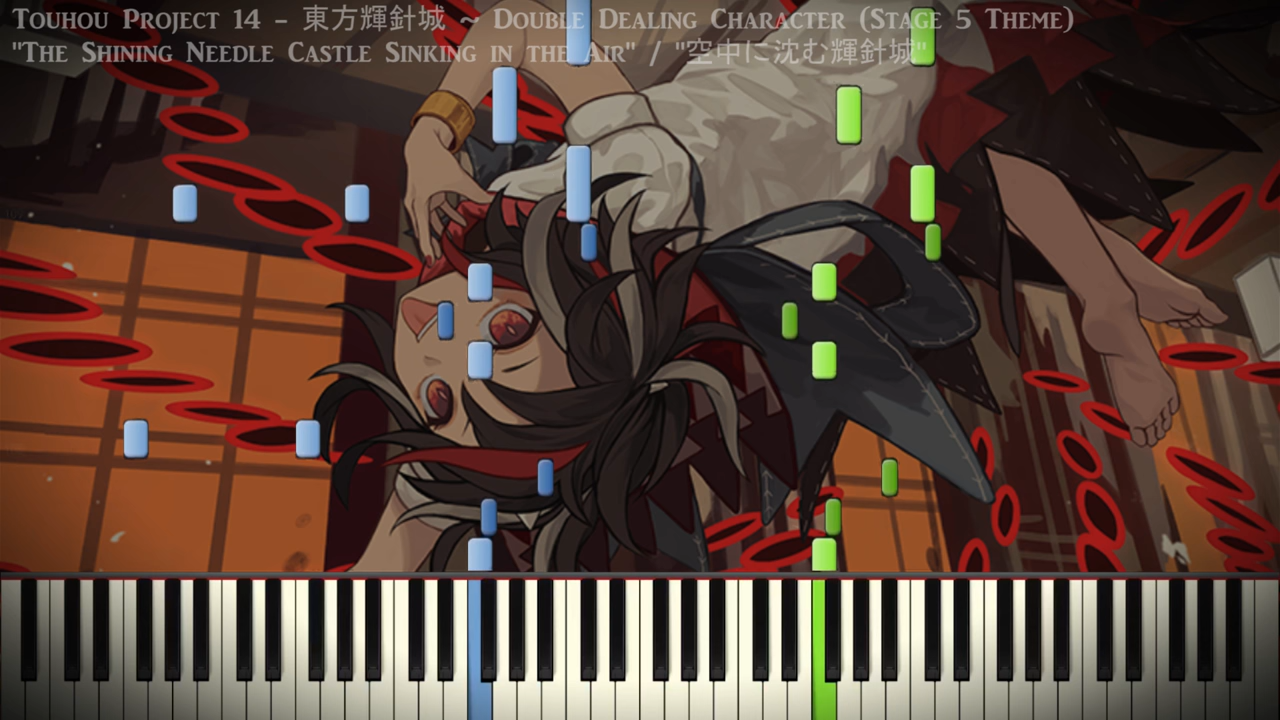 Touhou Project 14 - 東方輝針城 ~ Double Dealing Character (Stage 5 Theme)
"The Shining Needle Castle Sinking in the Air" / "空中に沈む輝針城"